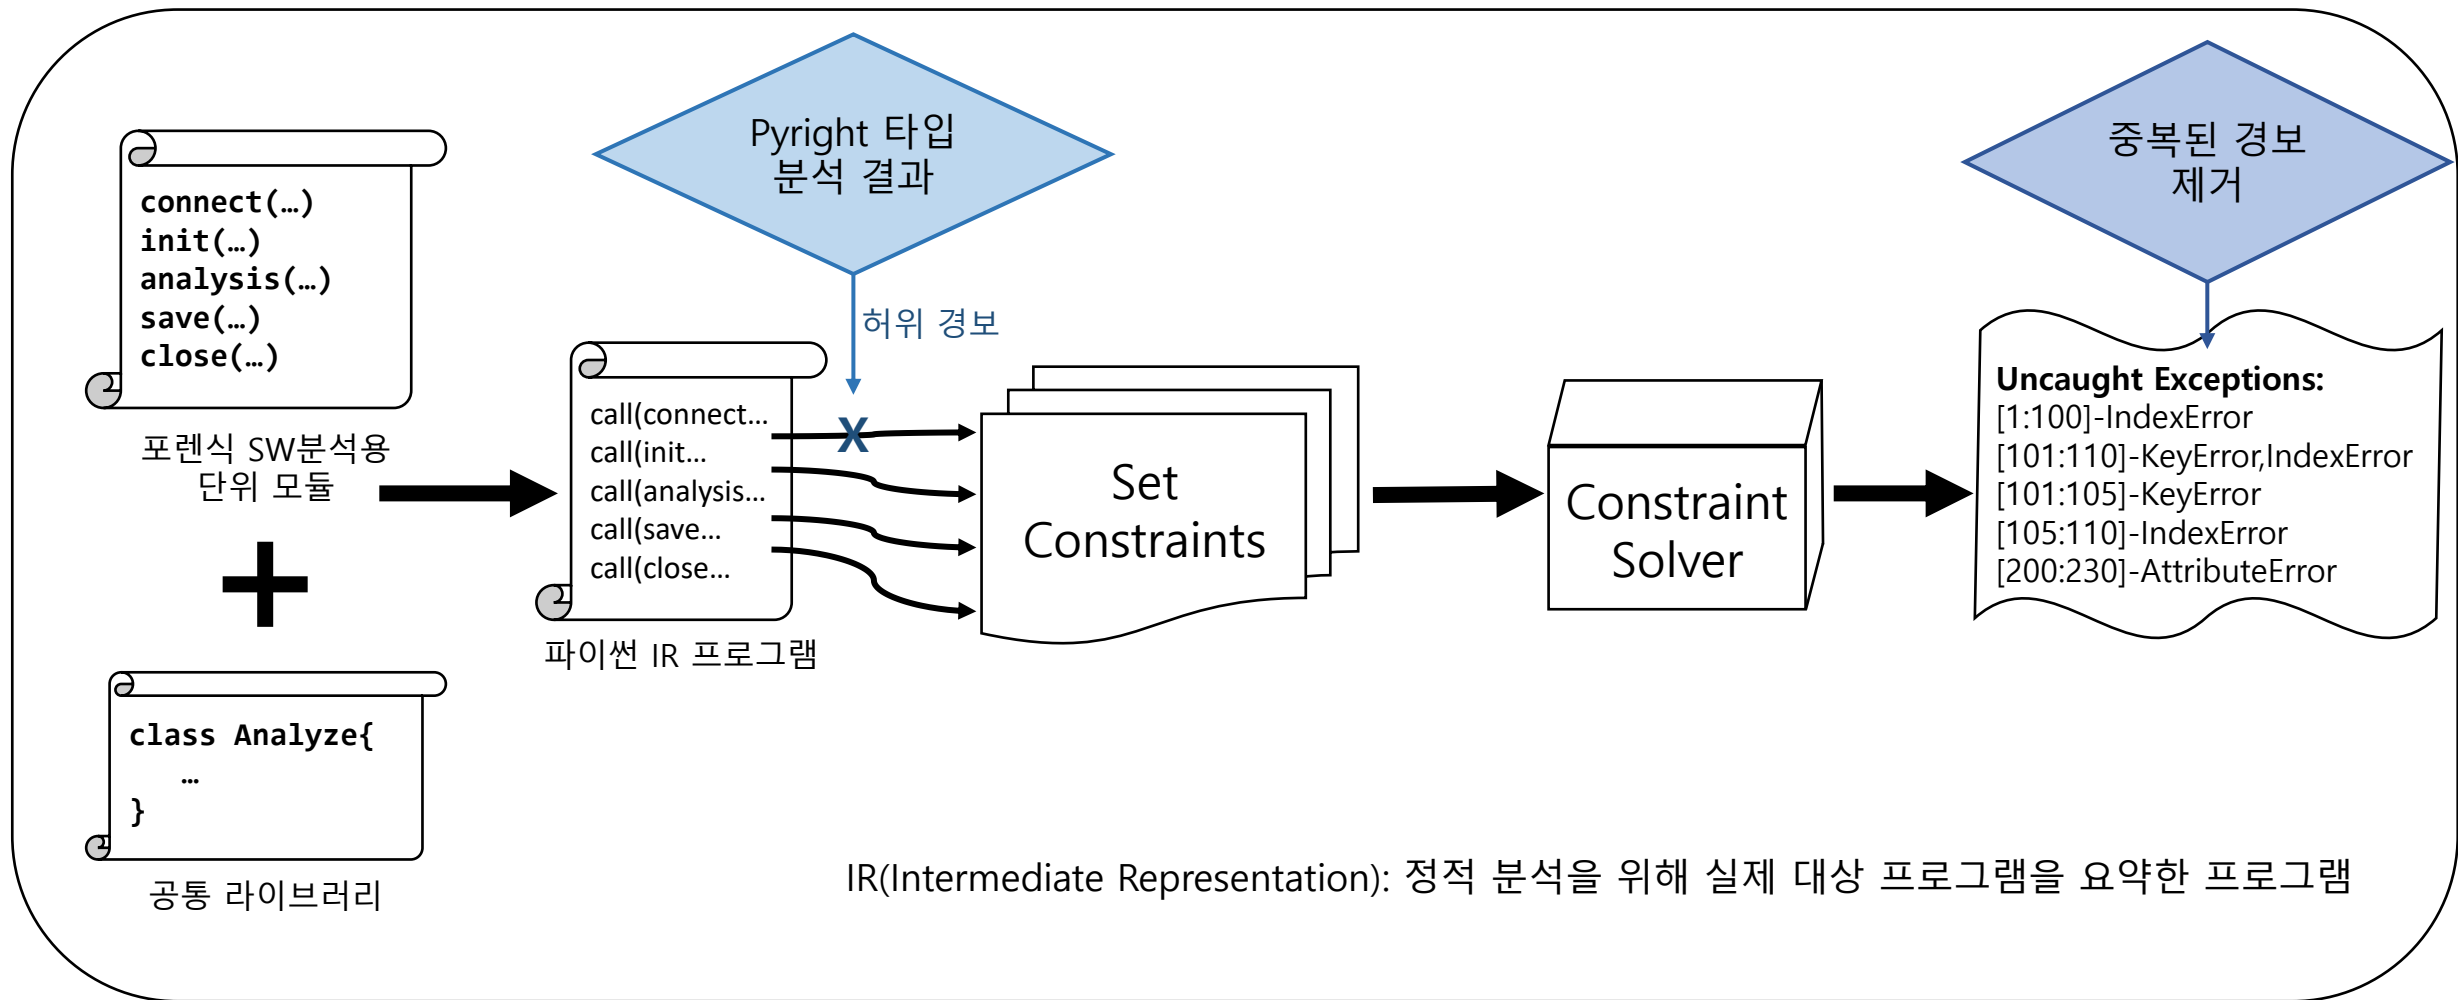 connect(…)
init(…)
analysis(…)
save(…)
close(…)
포렌식 SW분석용
단위 모듈
class Analyze{
…
}
공통 라이브러리
Pyright 타입
분석 결과
허위 경보
call(connect…
call(init…
call(analysis…
call(save…
call(close…
파이썬 IR 프로그램
X
Set
Constraints
Constraint
Solver
중복된 경보
제거
Uncaught Exceptions:
[1:100]-IndexError
[101:110]-KeyError,IndexError
[101:105]-KeyError
[105:110]-IndexError
[200:230]-AttributeError
IR(Intermediate Representation): 정적 분석을 위해 실제 대상 프로그램을 요약한 프로그램